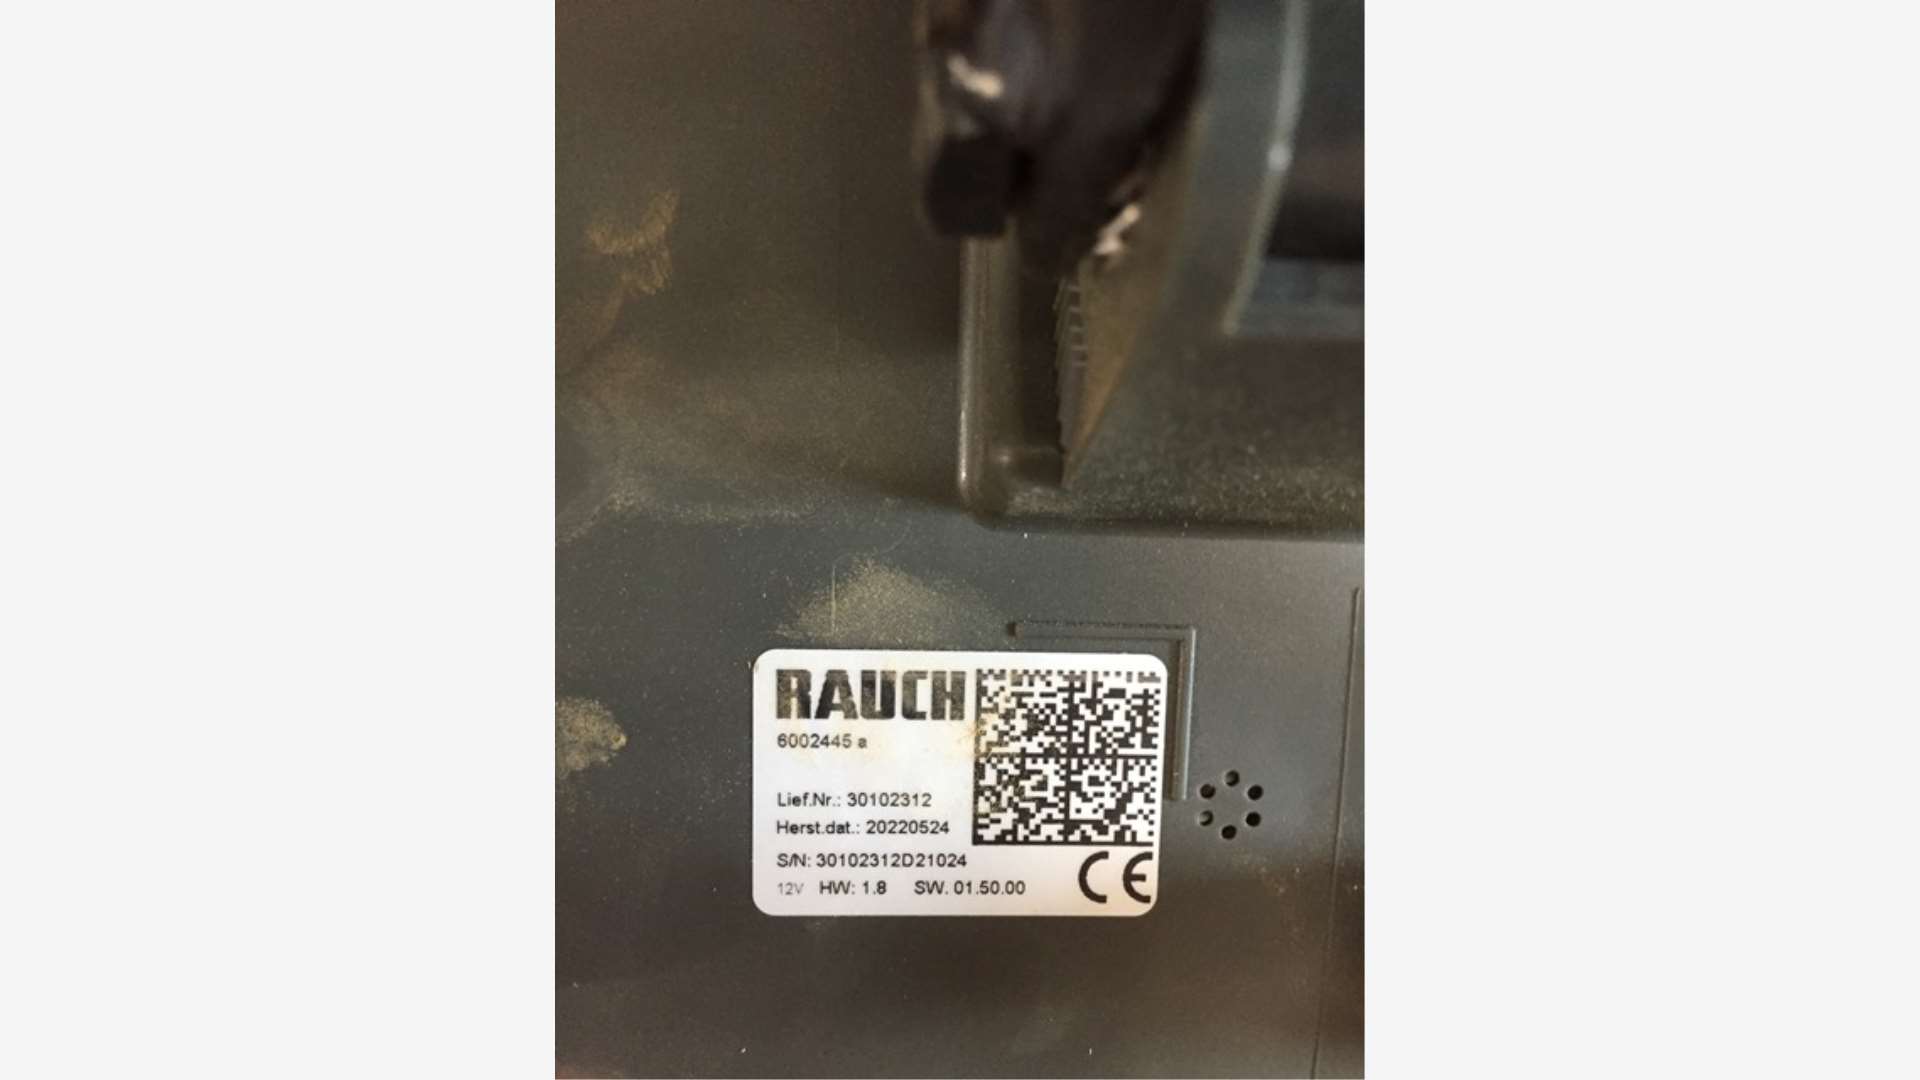 RAUCH
6002445 a
Lief.Nr.: 30102312
Herst.dat.: 20220524
S/N: 30102312D21024
12V HW: 1.8 SW. 01.50.00
CE